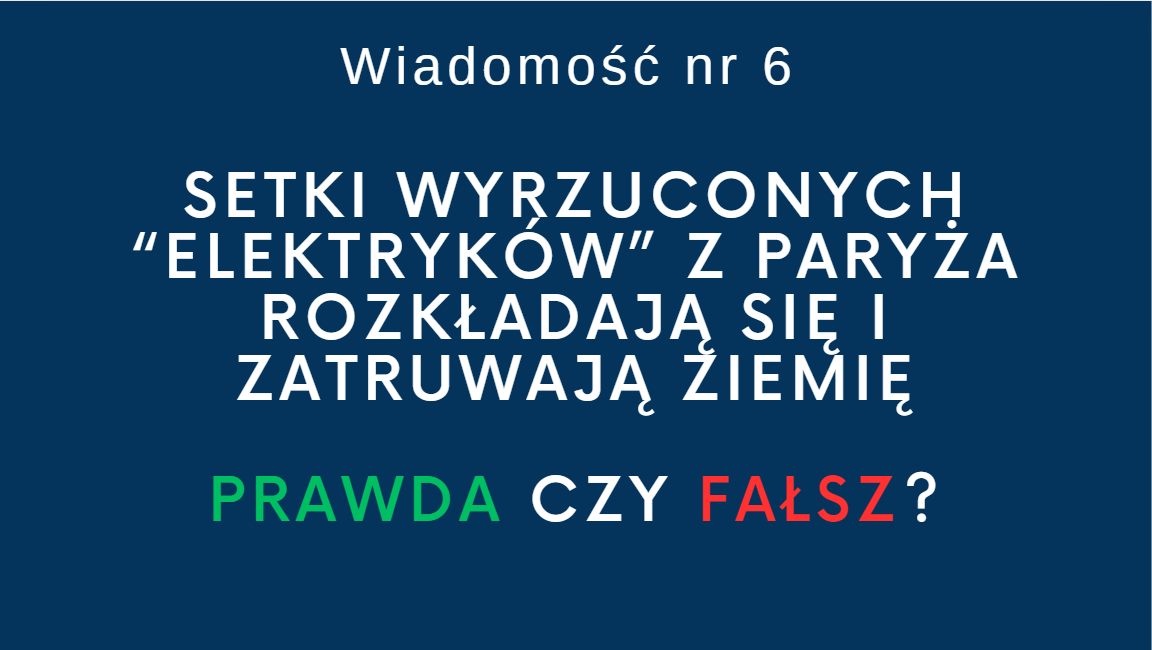 Wiadomość nr 6
SETKI WYRZUCONYCH
“ELEKTRYKÓW” Z PARYŻA
ROZKŁADAJĄ SIĘ I
ZATRUWAJĄ ZIEMIĘ
PRAWDA CZY FAŁSZ?